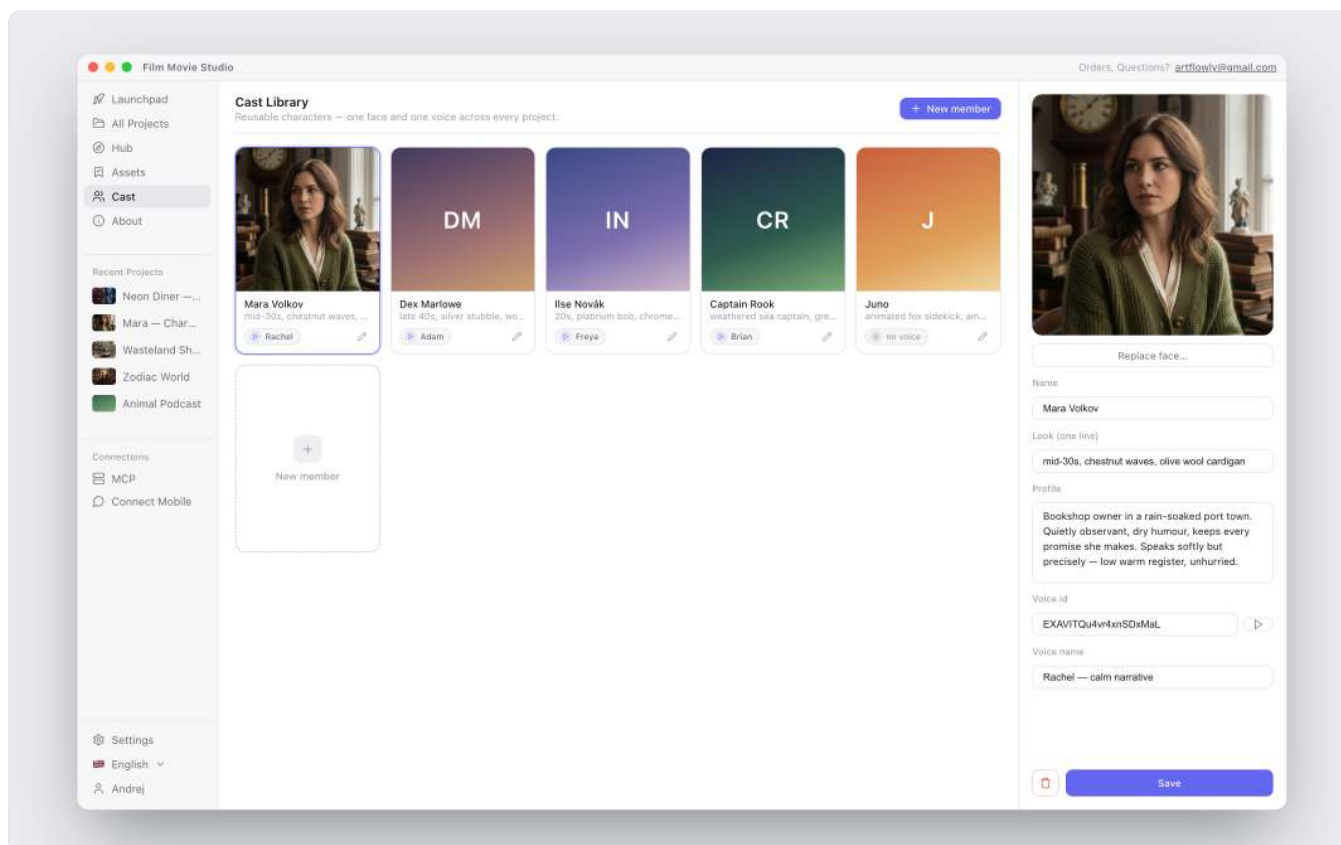 Film Movie Studio
Orders, Questions? artflowly@gmail.com
Launchpad
All Projects
Hub
Assets
Cast
About
Recent Projects
Neon Diner —...
Mara — Char...
Wasteland Sh...
Zodiac World
Animal Podcast
Connections
MCP
Connect Mobile
Settings
English
Andrej
Cast Library
Reusable characters — one face and one voice across every project.
+ New member
Mara Volkov
mid-30s, chestnut waves, ...
Rachel
DM
Dex Marlowe
late 40s, silver stubble, wo...
Adam
IN
Ilse Novák
20s, platinum bob, chrome...
Freya
CR
Captain Rook
weathered sea captain, gre...
Brian
J
Juno
animated fox sidekick, am...
no voice
+
New member
Replace face...
Name
Mara Volkov
Look (one line)
mid-30s, chestnut waves, olive wool cardigan
Profile
Bookshop owner in a rain-soaked port town.
Quietly observant, dry humour, keeps every
promise she makes. Speaks softly but
precisely — low warm register, unhurried.
Voice id
EXAVITQu4vr4xnSDxMaL
Voice name
Rachel — calm narrative
Save